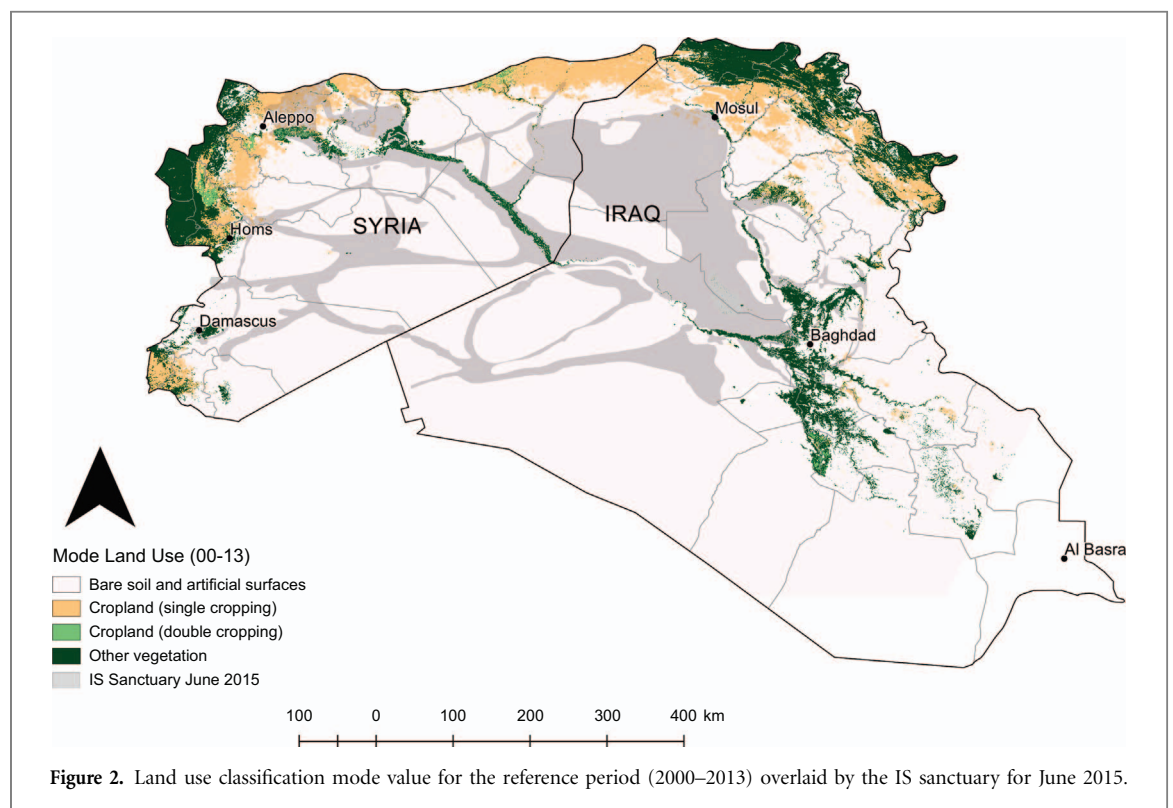 Aleppo
Mosul
SYRIA
IRAQ
Homs
Damascus
Baghdad
Al Basra
Mode Land Use (00-13)
Bare soil and artificial surfaces
Cropland (single cropping)
Cropland (double cropping)
Other vegetation
IS Sanctuary June 2015
100 0 100 200 300 400 km
Figure 2. Land use classification mode value for the reference period (2000–2013) overlaid by the IS sanctuary for June 2015.